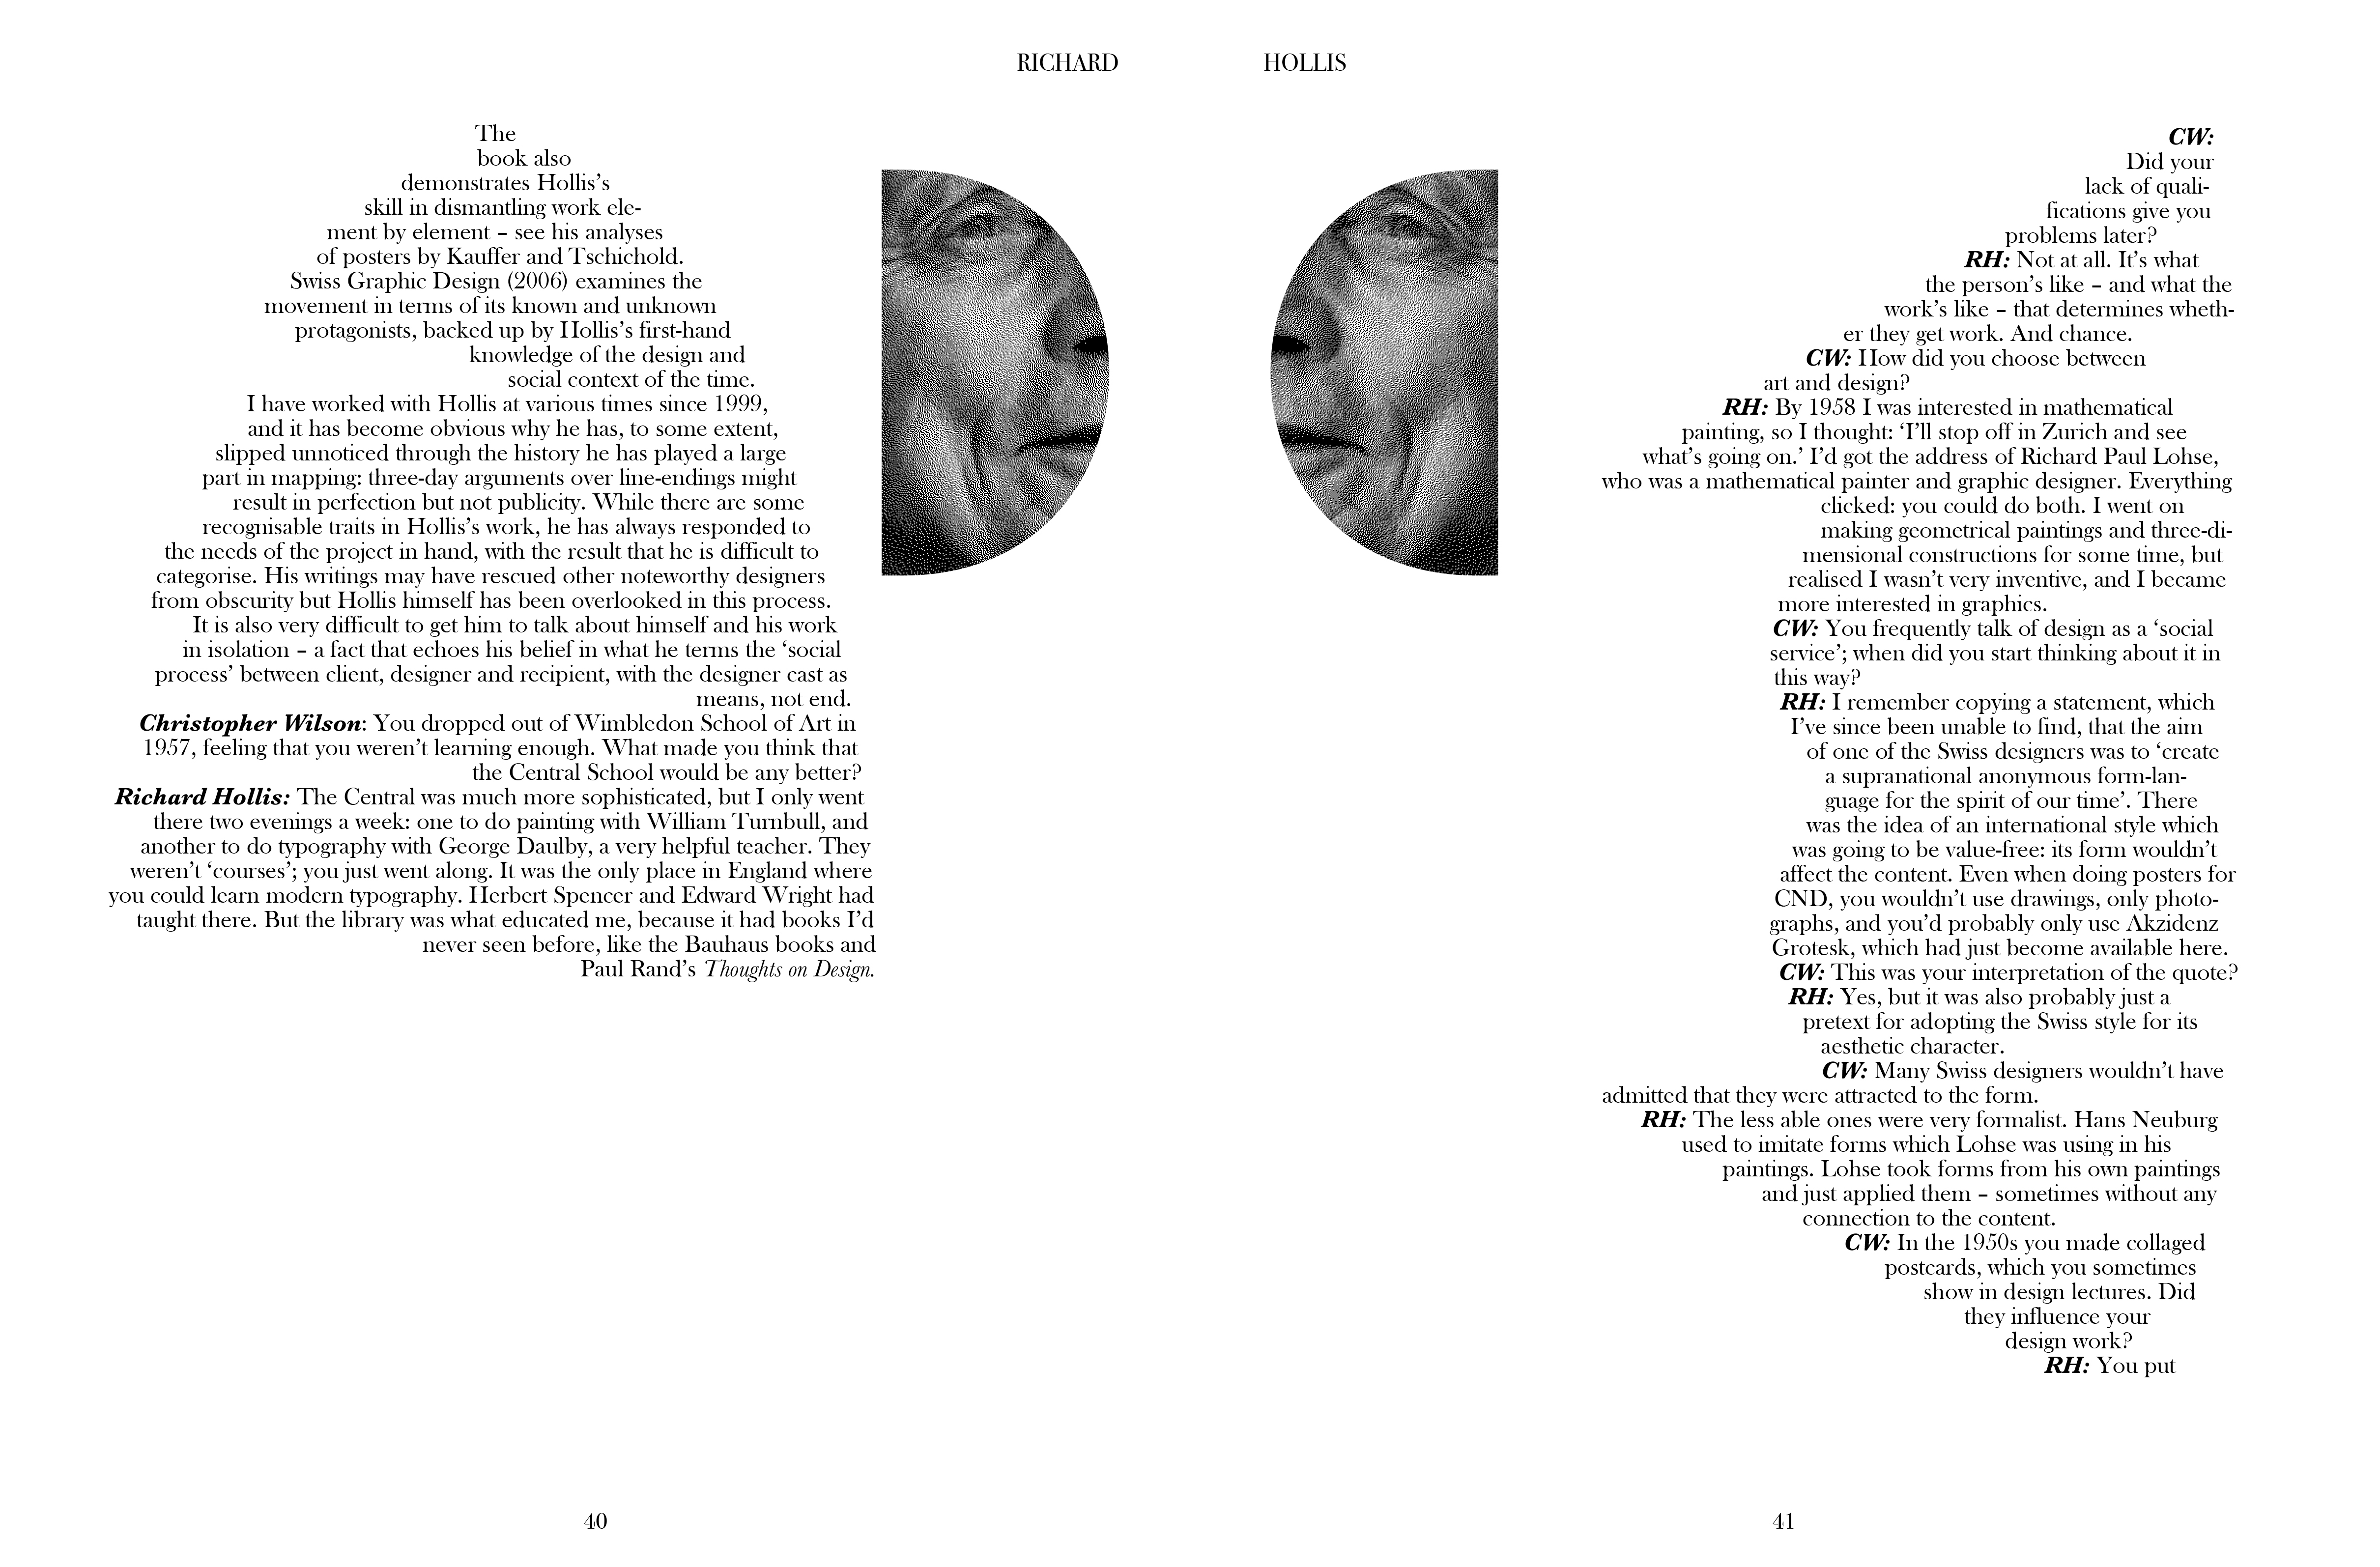 RICHARD HOLLIS
The
book also
demonstrates Hollis’s
skill in dismantling work ele-
ment by element – see his analyses
of posters by Kauffer and Tschichold.
Swiss Graphic Design (2006) examines the
movement in terms of its known and unknown
protagonists, backed up by Hollis’s first-hand
knowledge of the design and
social context of the time.
I have worked with Hollis at various times since 1999,
and it has become obvious why he has, to some extent,
slipped unnoticed through the history he has played a large
part in mapping: three-day arguments over line-endings might
result in perfection but not publicity. While there are some
recognisable traits in Hollis’s work, he has always responded to
the needs of the project in hand, with the result that he is difficult to
categorise. His writings may have rescued other noteworthy designers
from obscurity but Hollis himself has been overlooked in this process.
It is also very difficult to get him to talk about himself and his work
in isolation – a fact that echoes his belief in what he terms the ‘social
process’ between client, designer and recipient, with the designer cast as
means, not end.
Christopher Wilson: You dropped out of Wimbledon School of Art in
1957, feeling that you weren’t learning enough. What made you think that
the Central School would be any better?
Richard Hollis: The Central was much more sophisticated, but I only went
there two evenings a week: one to do painting with William Turnbull, and
another to do typography with George Daulby, a very helpful teacher. They
weren’t ‘courses’; you just went along. It was the only place in England where
you could learn modern typography. Herbert Spencer and Edward Wright had
taught there. But the library was what educated me, because it had books I’d
never seen before, like the Bauhaus books and
Paul Rand’s Thoughts on Design.
40
CW:
Did your
lack of quali-
fications give you
problems later?
RH: Not at all. It’s what
the person’s like – and what the
work’s like – that determines wheth-
er they get work. And chance.
CW: How did you choose between
art and design?
RH: By 1958 I was interested in mathematical
painting, so I thought: ‘I’ll stop off in Zurich and see
what’s going on.’ I’d got the address of Richard Paul Lohse,
who was a mathematical painter and graphic designer. Everything
clicked: you could do both. I went on
making geometrical paintings and three-di-
mensional constructions for some time, but
realised I wasn’t very inventive, and I became
more interested in graphics.
CW: You frequently talk of design as a ‘social
service’; when did you start thinking about it in
this way?
RH: I remember copying a statement, which
I’ve since been unable to find, that the aim
of one of the Swiss designers was to ‘create
a supranational anonymous form-lan-
guage for the spirit of our time’. There
was the idea of an international style which
was going to be value-free: its form wouldn’t
affect the content. Even when doing posters for
CND, you wouldn’t use drawings, only photo-
graphs, and you’d probably only use Akzidenz
Grotesk, which had just become available here.
CW: This was your interpretation of the quote?
RH: Yes, but it was also probably just a
pretext for adopting the Swiss style for its
aesthetic character.
CW: Many Swiss designers wouldn’t have
admitted that they were attracted to the form.
RH: The less able ones were very formalist. Hans Neuburg
used to imitate forms which Lohse was using in his
paintings. Lohse took forms from his own paintings
and just applied them – sometimes without any
connection to the content.
CW: In the 1950s you made collaged
postcards, which you sometimes
show in design lectures. Did
they influence your
design work?
RH: You put
41